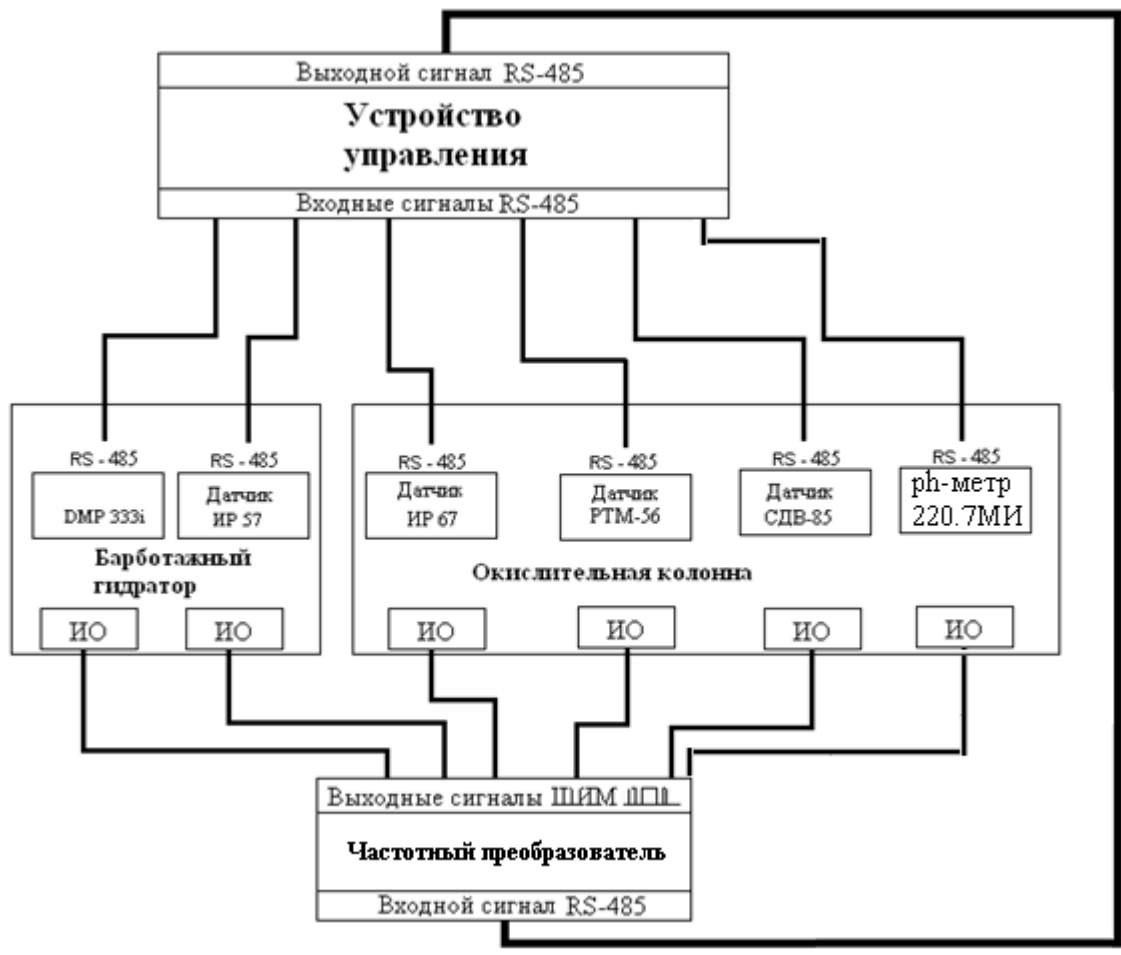 Выходной сигнал RS-485
Устройство
управления
Входные сигналы RS-485
RS - 485
RS - 485
RS - 485
RS - 485
RS - 485
RS - 485
DMP 333i
Датчик
ИР 57
Датчик
ИР 67
Датчик
РТМ-56
Датчик
СДВ-85
ph-метр
220.7МИ
Барботажный
гидратор
Окислительная колонна
ИО
ИО
ИО
ИО
ИО
ИО
Выходные сигналы ШИМ
Частотный преобразователь
Входной сигнал RS-485